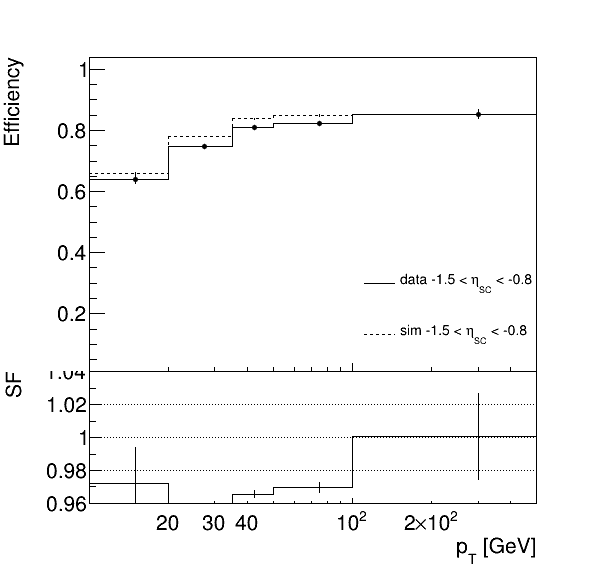 Efficiency
1
0.8
0.6
0.4
0.2
data -1.5 < η_SC < -0.8
sim -1.5 < η_SC < -0.8
SF
1.04
1.02
1
0.98
0.96
20 30 40 10² 2×10²
p_T [GeV]